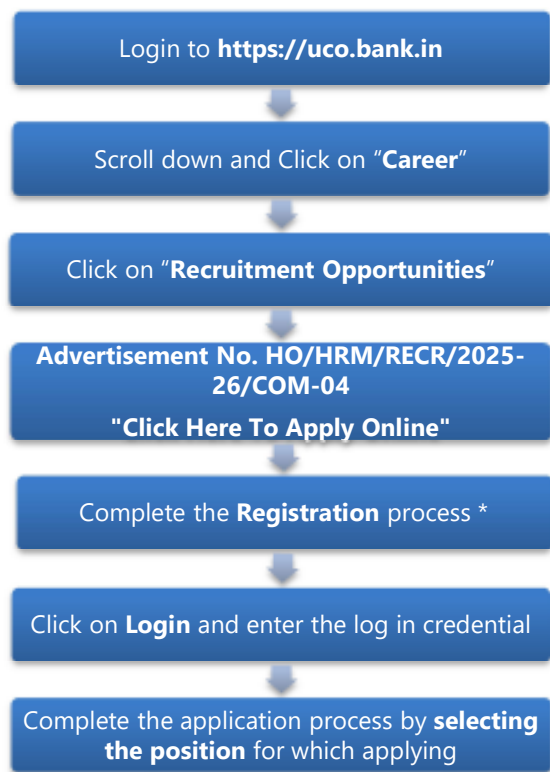 Login to https://uco.bank.in
Scroll down and Click on “Career”
Click on “Recruitment Opportunities”
Advertisement No. HO/HRM/RECR/2025-
26/COM-04
"Click Here To Apply Online"
Complete the Registration process *
Click on Login and enter the log in credential
Complete the application process by selecting
the position for which applying